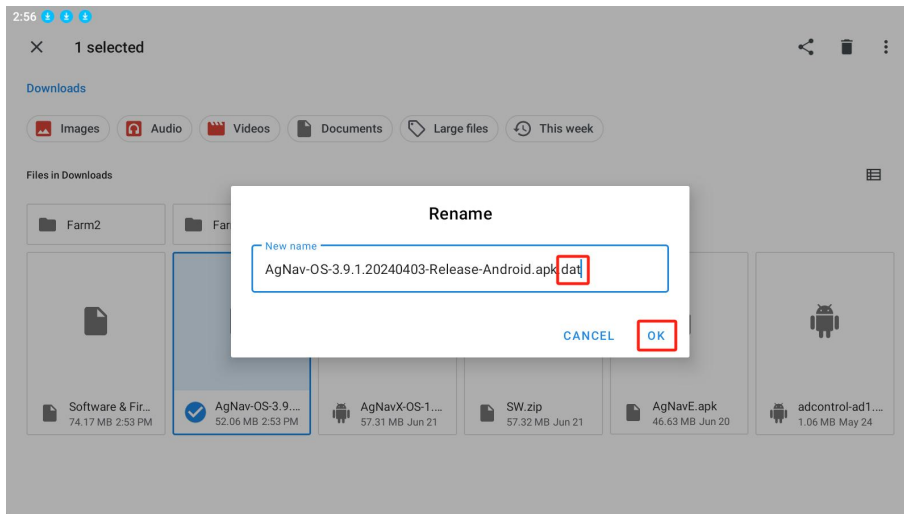 2:56
1 selected
Downloads
Images Audio Videos Documents Large files This week
Files in Downloads
Rename
Farm2 Far
New name
AgNav-OS-3.9.1.20240403-Release-Android.apk.dat
CANCEL OK
Software & Fir... AgNav-OS-3.9.... AgNavX-OS-1.... SW.zip AgNavE.apk adcontrol-ad1....
74.17 MB 2:53 PM 52.06 MB 2:53 PM 57.31 MB Jun 21 57.32 MB Jun 21 46.63 MB Jun 20 1.06 MB May 24